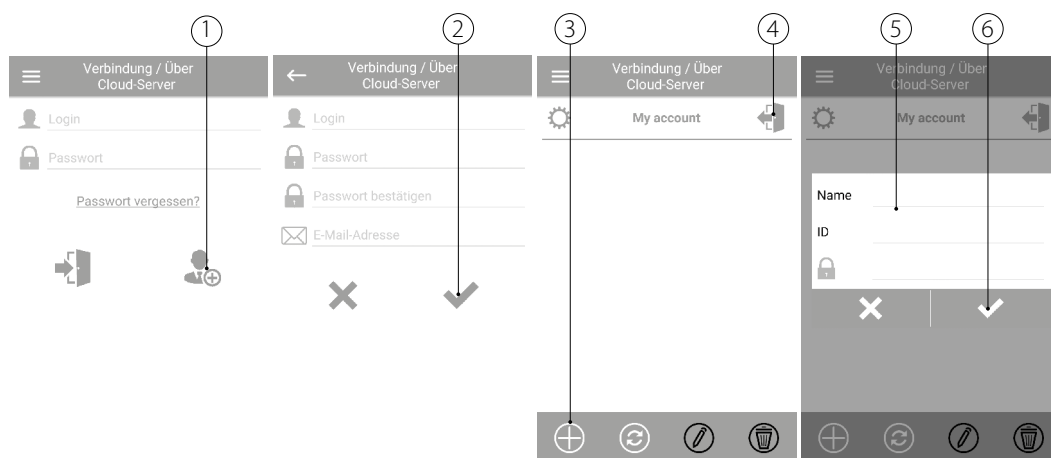 1
2
3
4
5
6
Verbindung / Über
Cloud-Server
Login
Passwort
Passwort vergessen?
Verbindung / Über
Cloud-Server
Login
Passwort
Passwort bestätigen
E-Mail-Adresse
Verbindung / Über
Cloud-Server
My account
Verbindung / Über
Cloud-Server
My account
Name
ID